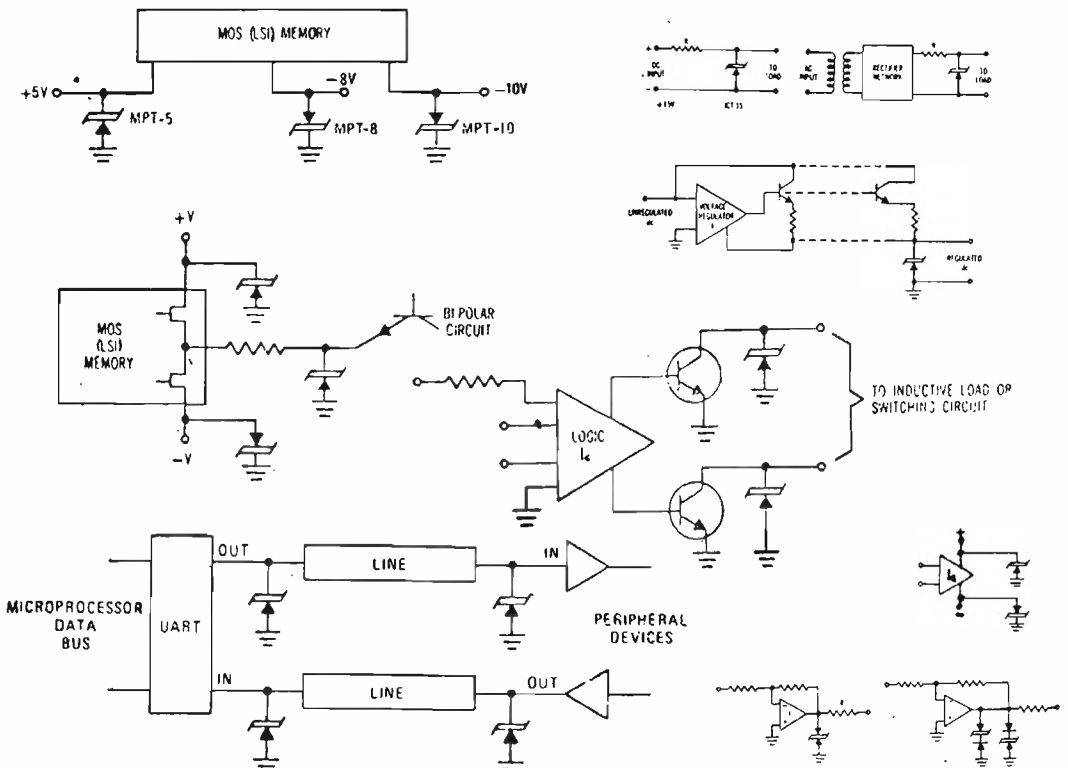 MOS (LSI) MEMORY
+5V
-8V
-10V
MPT-5
MPT-8
MPT-10
+
R
DC
INPUT
TO
LOAD
-
AC
INPUT
RECTIFIER
NETWORK
R
TO
LOAD
UNREGULATED
dc
VOLTAGE
REGULATOR
REGULATED
dc
+V
MOS
(LSI)
MEMORY
-V
BIPOLAR
CIRCUIT
LOGIC
TO INDUCTIVE LOAD OR
SWITCHING CIRCUIT
MICROPROCESSOR
DATA
BUS
UART
OUT
LINE
IN
PERIPHERAL
DEVICES
IN
LINE
OUT